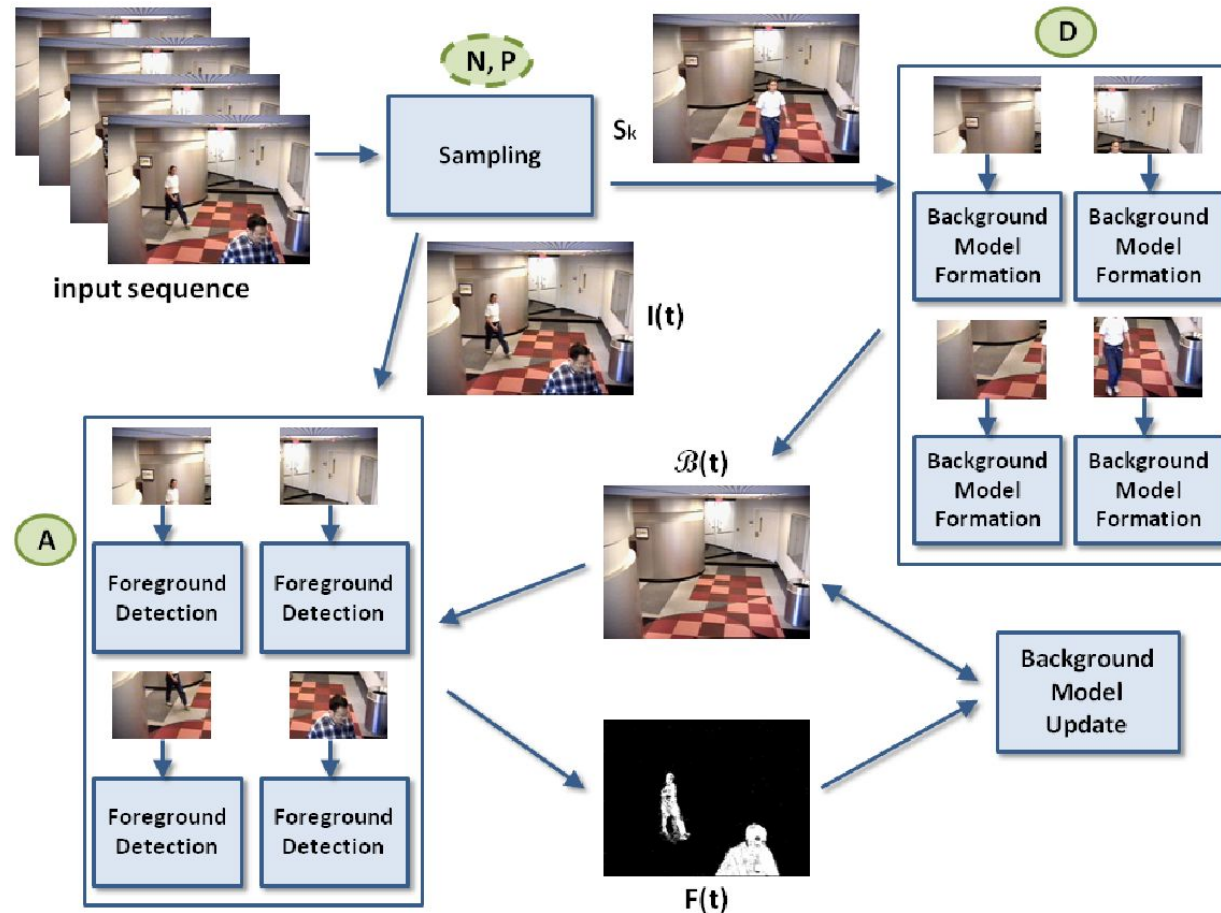 N, P
D
Sampling
Sk
input sequence
I(t)
Background
Model
Formation
Background
Model
Formation
Background
Model
Formation
Background
Model
Formation
ℬ(t)
A
Foreground
Detection
Foreground
Detection
Foreground
Detection
Foreground
Detection
Background
Model
Update
F(t)